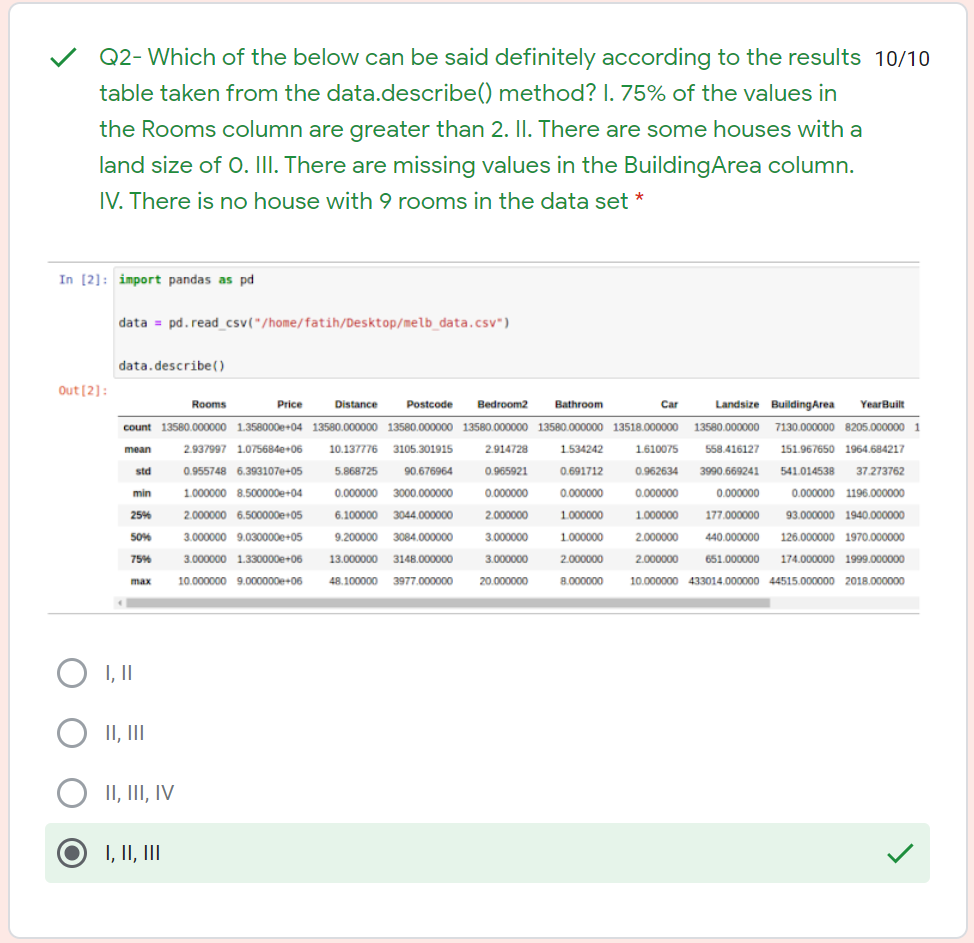 Q2- Which of the below can be said definitely according to the results 10/10
table taken from the data.describe() method? I. 75% of the values in
the Rooms column are greater than 2. II. There are some houses with a
land size of 0. III. There are missing values in the BuildingArea column.
IV. There is no house with 9 rooms in the data set *
In [2]: import pandas as pd
data = pd.read_csv("/home/fatih/Desktop/melb_data.csv")
data.describe()
Out[2]:
Rooms Price Distance Postcode Bedroom2 Bathroom Car Landsize BuildingArea YearBuilt
count 13580.000000 1.358000e+04 13580.000000 13580.000000 13580.000000 13580.000000 13518.000000 13580.000000 7130.000000 8205.000000 1
mean 2.937997 1.075684e+06 10.137776 3105.301915 2.914728 1.534242 1.610075 558.416127 151.967650 1964.684217
std 0.955748 6.393107e+05 5.868725 90.676964 0.965921 0.691712 0.962634 3990.669241 541.014538 37.273762
min 1.000000 8.500000e+04 0.000000 3000.000000 0.000000 0.000000 0.000000 0.000000 0.000000 1196.000000
25% 2.000000 6.500000e+05 6.100000 3044.000000 2.000000 1.000000 1.000000 177.000000 93.000000 1940.000000
50% 3.000000 9.030000e+05 9.200000 3084.000000 3.000000 1.000000 2.000000 440.000000 126.000000 1970.000000
75% 3.000000 1.330000e+06 13.000000 3148.000000 3.000000 2.000000 2.000000 651.000000 174.000000 1999.000000
max 10.000000 9.000000e+06 48.100000 3977.000000 20.000000 8.000000 10.000000 433014.000000 44515.000000 2018.000000
I, II
II, III
II, III, IV
I, II, III